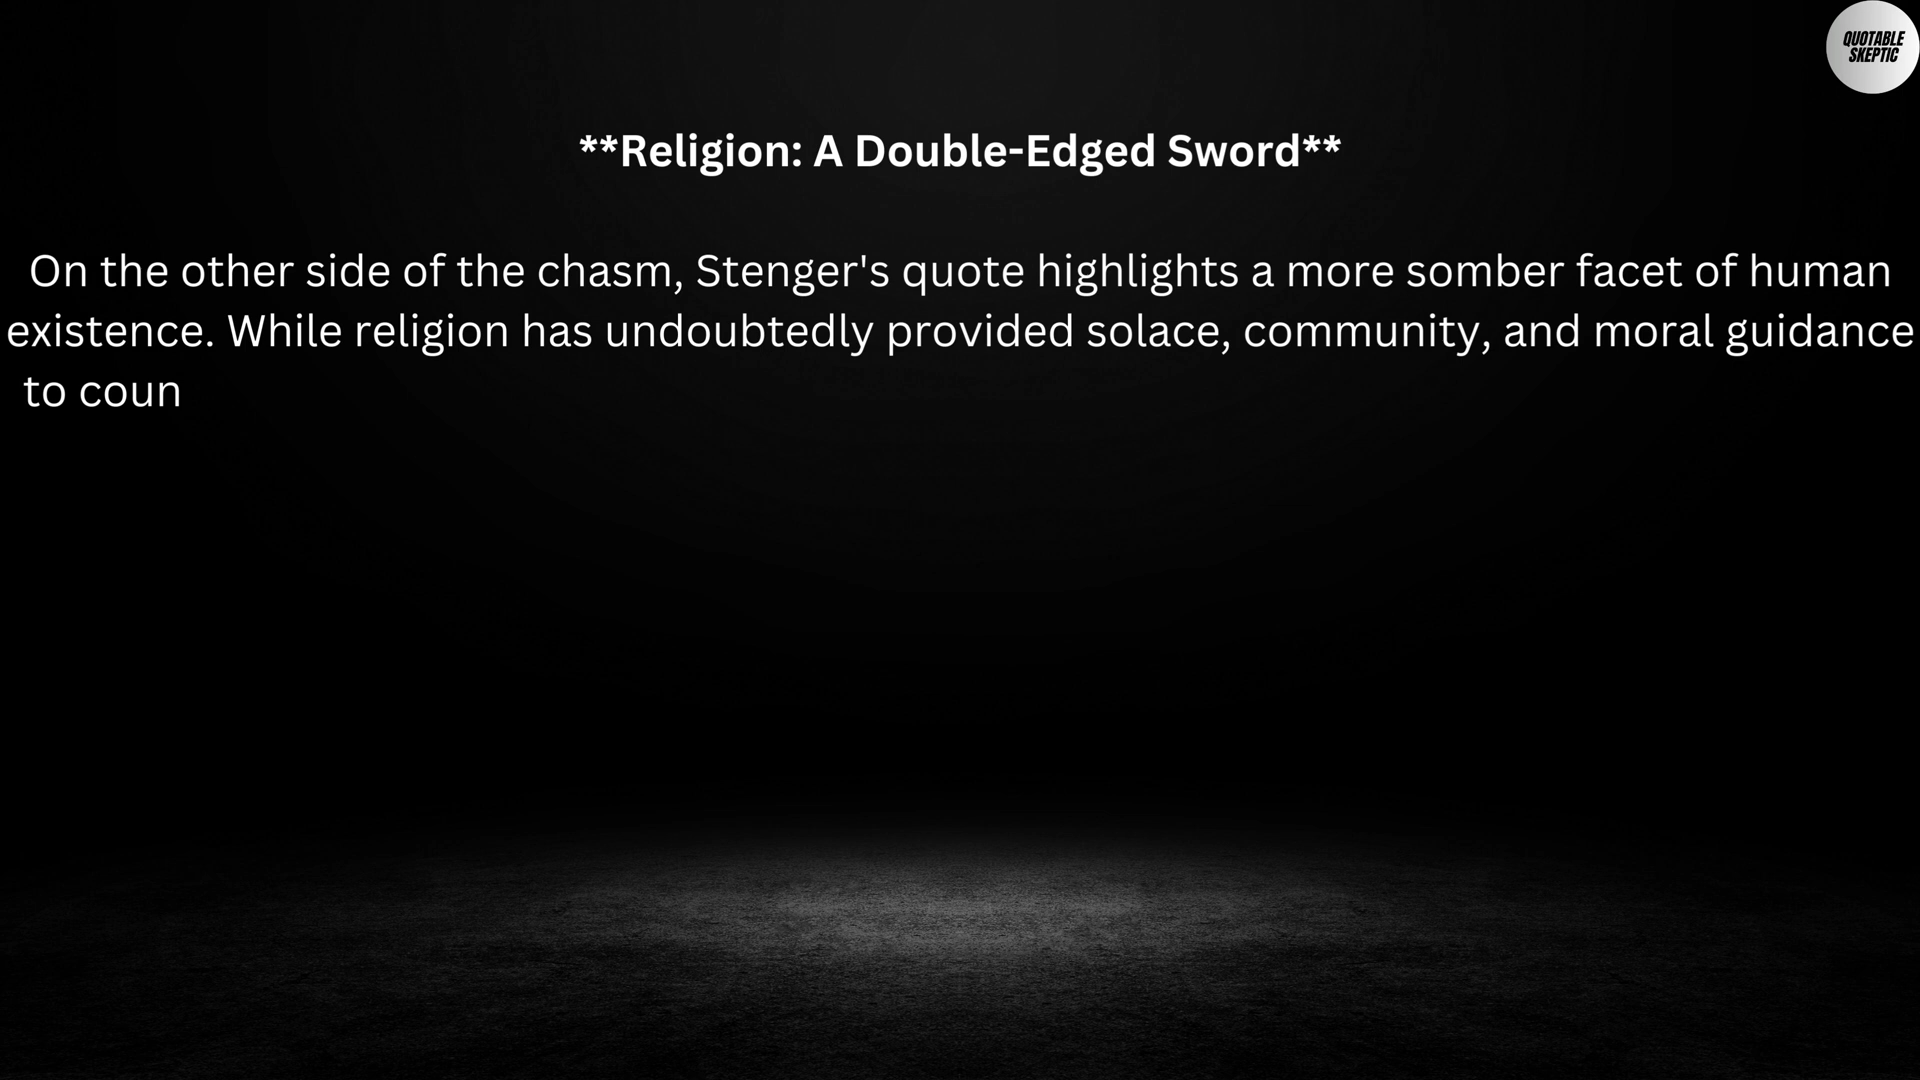 QUOTABLE
SKEPTIC
**Religion: A Double-Edged Sword**
On the other side of the chasm, Stenger's quote highlights a more somber facet of human
existence. While religion has undoubtedly provided solace, community, and moral guidance
to coun